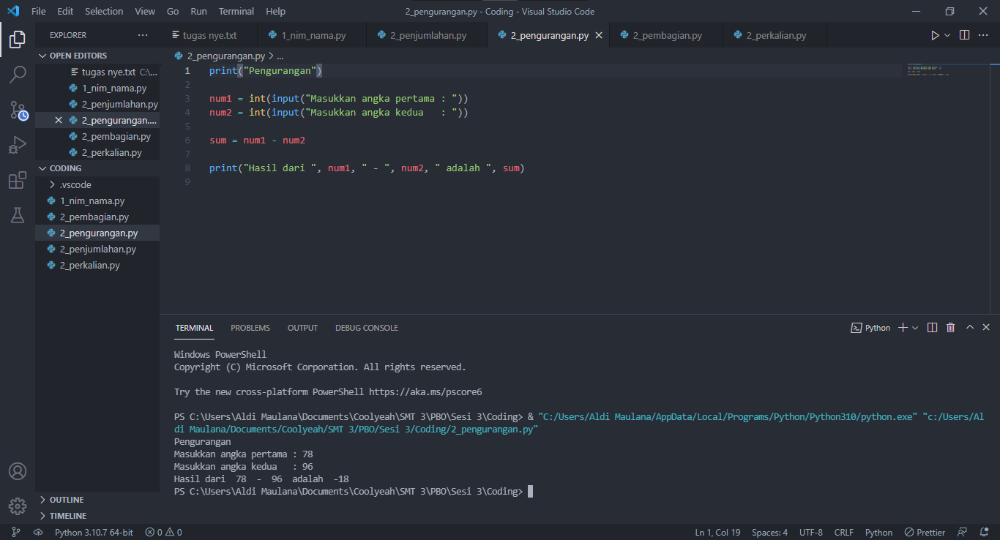 File Edit Selection View Go Run Terminal Help 2_pengurangan.py - Coding - Visual Studio Code
EXPLORER
tugas nye.txt 1_nim_nama.py 2_penjumlahan.py 2_pengurangan.py 2_pembagian.py 2_perkalian.py
OPEN EDITORS
tugas nye.txt C:\...
1_nim_nama.py
2_penjumlahan.py
2_pengurangan....
2_pembagian.py
2_perkalian.py
CODING
.vscode
1_nim_nama.py
2_pembagian.py
2_pengurangan.py
2_penjumlahan.py
2_perkalian.py
OUTLINE
TIMELINE
2_pengurangan.py > ...
1 print("Pengurangan")
2
3 num1 = int(input("Masukkan angka pertama : "))
4 num2 = int(input("Masukkan angka kedua   : "))
5
6 sum = num1 - num2
7
8 print("Hasil dari ", num1, " - ", num2, " adalah ", sum)
9
TERMINAL PROBLEMS OUTPUT DEBUG CONSOLE Python
Windows PowerShell
Copyright (C) Microsoft Corporation. All rights reserved.
Try the new cross-platform PowerShell https://aka.ms/pscore6
PS C:\Users\Aldi Maulana\Documents\Coolyeah\SMT 3\PBO\Sesi 3\Coding> & "C:/Users/Aldi Maulana/AppData/Local/Programs/Python/Python310/python.exe" "c:/Users/Al
di Maulana/Documents/Coolyeah/SMT 3/PBO/Sesi 3/Coding/2_pengurangan.py"
Pengurangan
Masukkan angka pertama : 78
Masukkan angka kedua   : 96
Hasil dari  78  -  96  adalah  -18
PS C:\Users\Aldi Maulana\Documents\Coolyeah\SMT 3\PBO\Sesi 3\Coding>
Python 3.10.7 64-bit 0 0 Ln 1, Col 19 Spaces: 4 UTF-8 CRLF Python Prettier